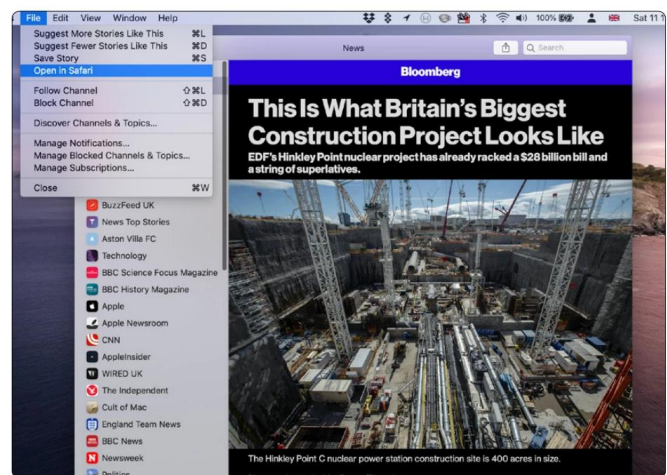 File Edit View Window Help 100% Sat 11
Suggest More Stories Like This ⌘L
Suggest Fewer Stories Like This ⌘D
Save Story ⌘S
Open in Safari
Follow Channel ⇧⌘L
Block Channel ⇧⌘D
Discover Channels & Topics...
Manage Notifications...
Manage Blocked Channels & Topics...
Manage Subscriptions...
Close ⌘W
News
Search
BuzzFeed UK
News Top Stories
Aston Villa FC
Technology
BBC Science Focus Magazine
BBC History Magazine
Apple
Apple Newsroom
CNN
AppleInsider
WIRED UK
The Independent
Cult of Mac
England Team News
BBC News
Newsweek
Politics
Bloomberg
This Is What Britain's Biggest
Construction Project Looks Like
EDF's Hinkley Point nuclear project has already racked a $28 billion bill and
a string of superlatives.
The Hinkley Point C nuclear power station construction site is 400 acres in size.